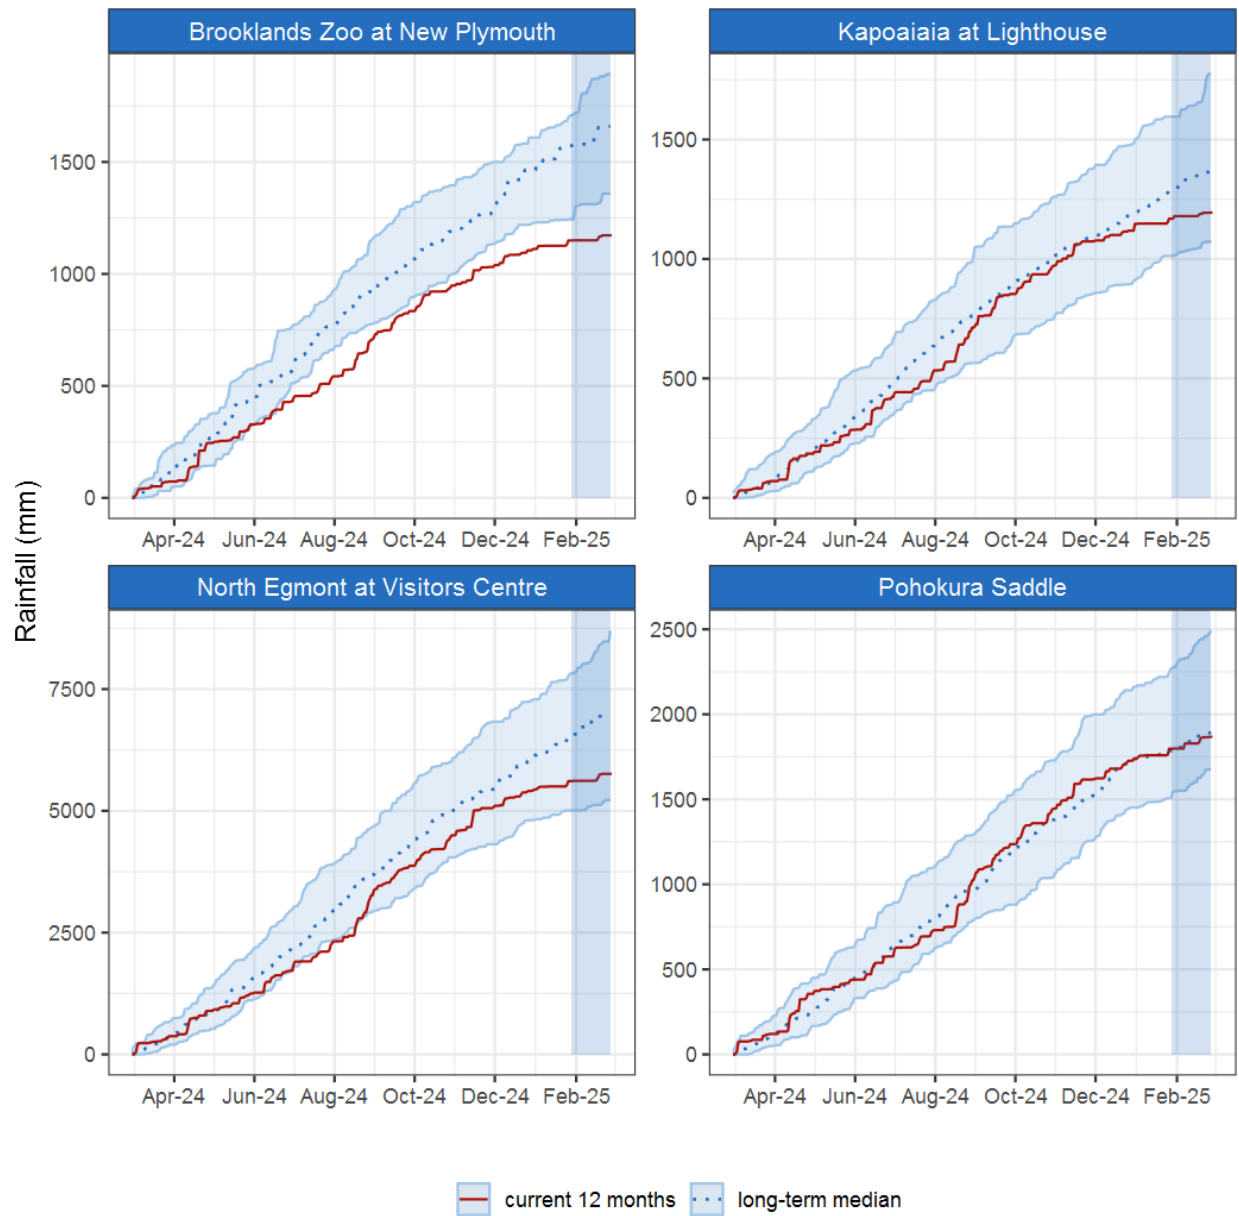 Brooklands Zoo at New Plymouth
Kapoaiaia at Lighthouse
1500
1000
500
0
1500
1000
500
0
Apr-24 Jun-24 Aug-24 Oct-24 Dec-24 Feb-25
Apr-24 Jun-24 Aug-24 Oct-24 Dec-24 Feb-25
Rainfall (mm)
North Egmont at Visitors Centre
Pohokura Saddle
7500
5000
2500
0
2500
2000
1500
1000
500
0
Apr-24 Jun-24 Aug-24 Oct-24 Dec-24 Feb-25
Apr-24 Jun-24 Aug-24 Oct-24 Dec-24 Feb-25
current 12 months long-term median